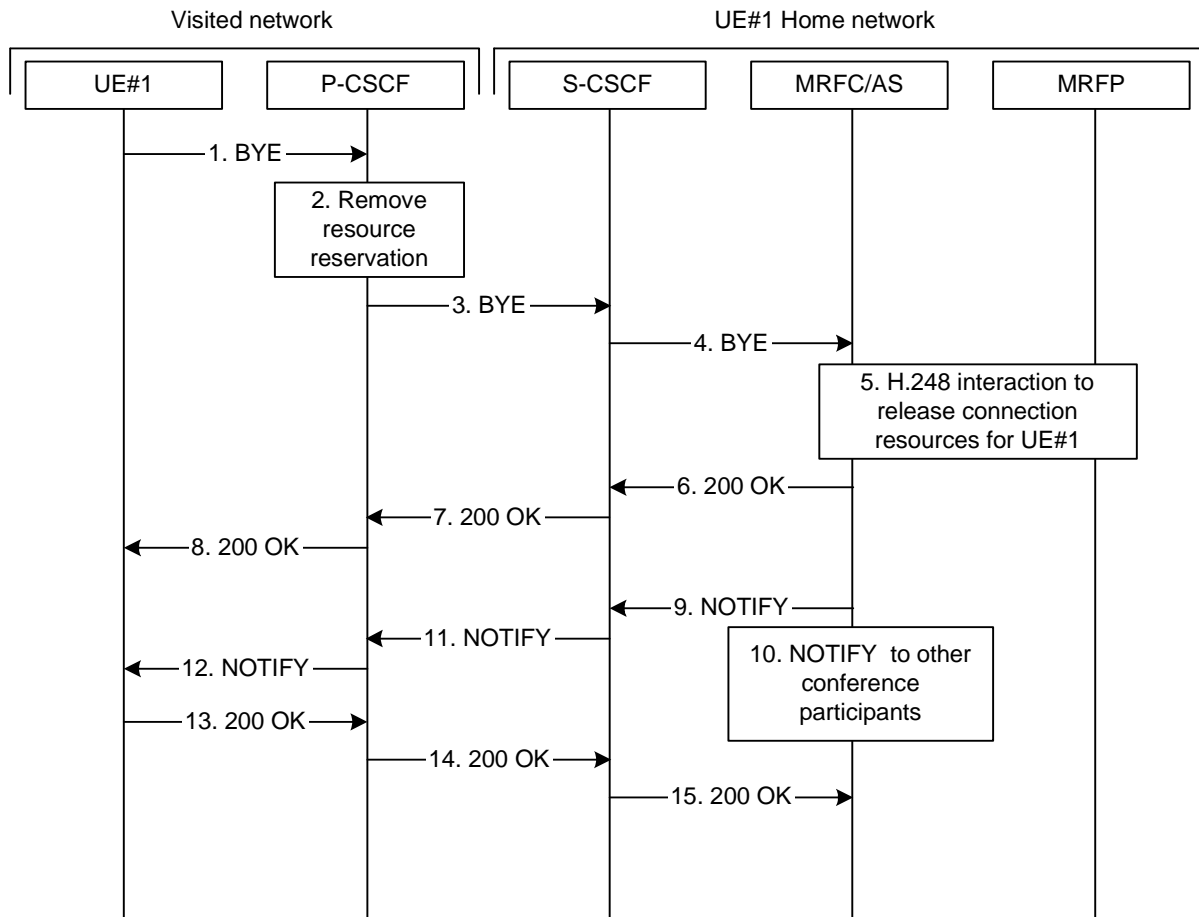 Visited network
UE#1 Home network
UE#1
P-CSCF
S-CSCF
MRFC/AS
MRFP
1. BYE
2. Remove
resource
reservation
3. BYE
4. BYE
5. H.248 interaction to
release connection
resources for UE#1
6. 200 OK
7. 200 OK
8. 200 OK
9. NOTIFY
11. NOTIFY
10. NOTIFY to other
conference
participants
12. NOTIFY
13. 200 OK
14. 200 OK
15. 200 OK